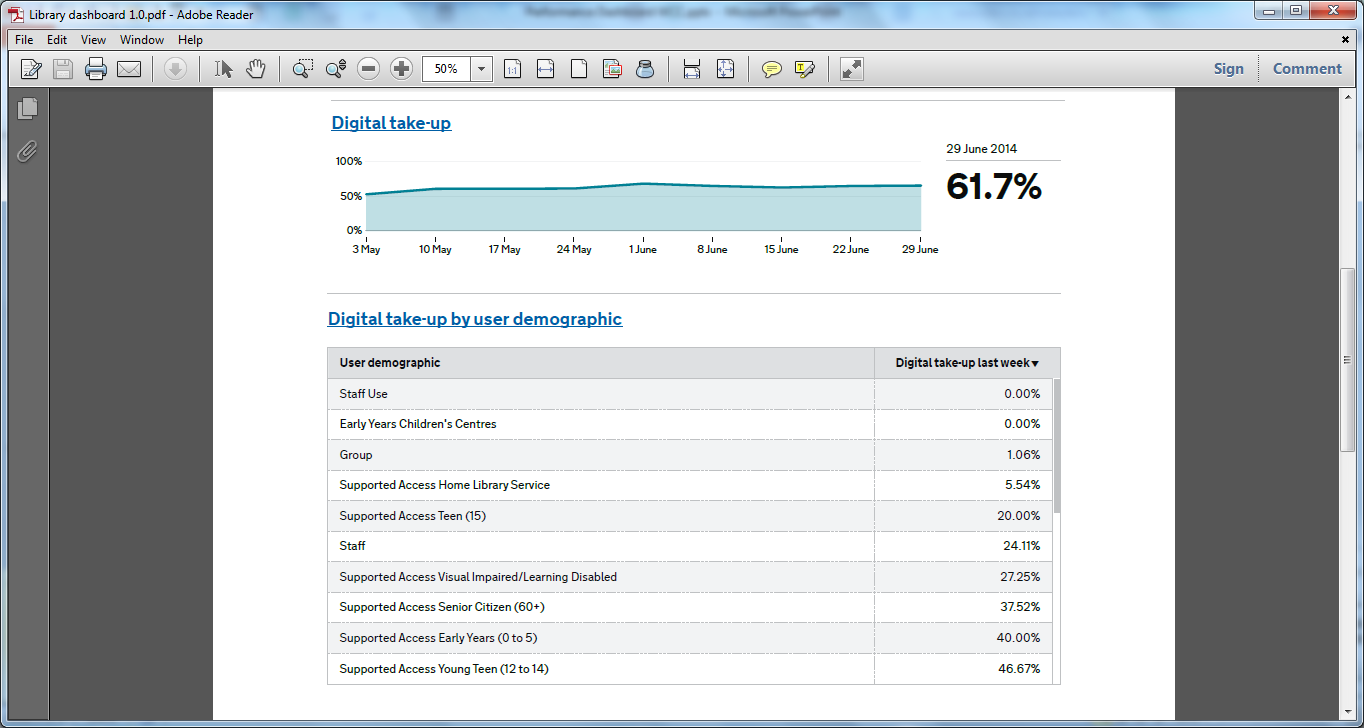 Library dashboard 1.0.pdf - Adobe Reader
File Edit View Window Help
50%
1:1
Sign Comment
Digital take-up
29 June 2014
61.7%
100%
50%
0%
3 May 10 May 17 May 24 May 1 June 8 June 15 June 22 June 29 June
Digital take-up by user demographic
User demographic Digital take-up last week▼
Staff Use 0.00%
Early Years Children's Centres 0.00%
Group 1.06%
Supported Access Home Library Service 5.54%
Supported Access Teen (15) 20.00%
Staff 24.11%
Supported Access Visual Impaired/Learning Disabled 27.25%
Supported Access Senior Citizen (60+) 37.52%
Supported Access Early Years (0 to 5) 40.00%
Supported Access Young Teen (12 to 14) 46.67%